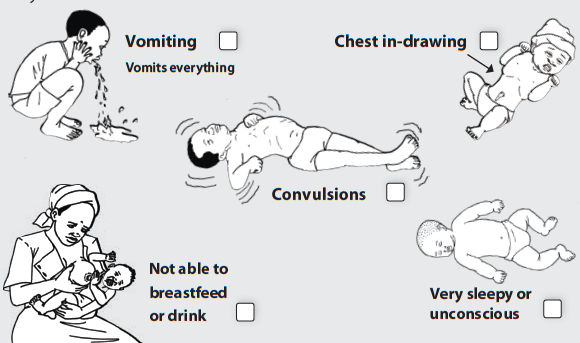 Vomiting
Vomits everything
Chest in-drawing
Convulsions
Not able to
breastfeed
or drink
Very sleepy or
unconscious